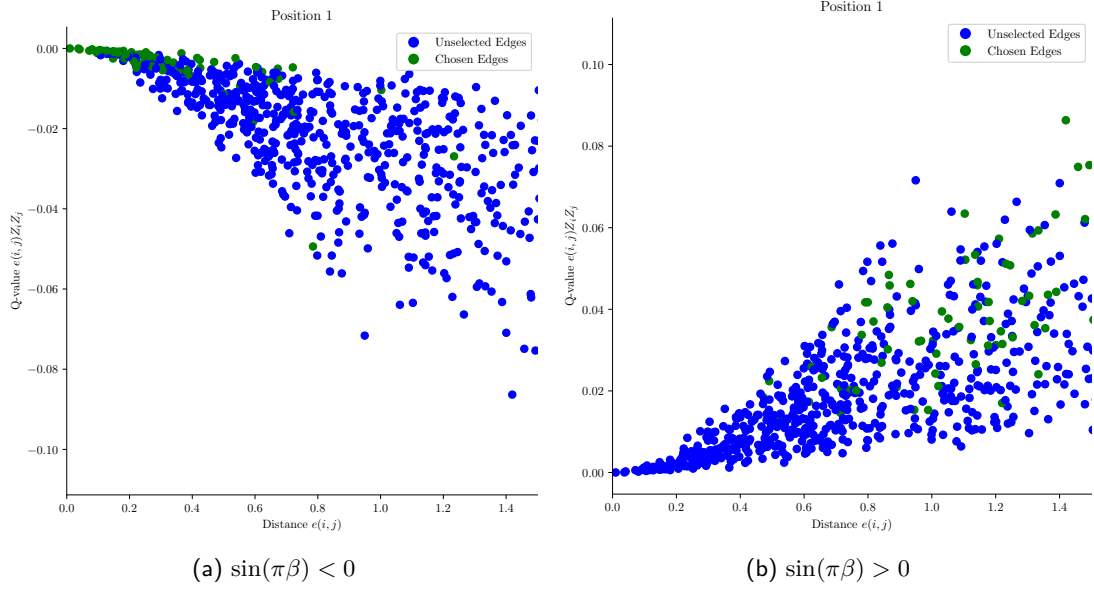 Position 1
Unselected Edges
Chosen Edges
0.00
−0.02
−0.04
−0.06
−0.08
−0.10
Q-value e(i, j)Z_iZ_j
0.0 0.2 0.4 0.6 0.8 1.0 1.2 1.4
Distance e(i, j)
(a) sin(πβ) < 0
Position 1
Unselected Edges
Chosen Edges
0.10
0.08
0.06
0.04
0.02
0.00
Q-value e(i, j)Z_iZ_j
0.0 0.2 0.4 0.6 0.8 1.0 1.2 1.4
Distance e(i, j)
(b) sin(πβ) > 0